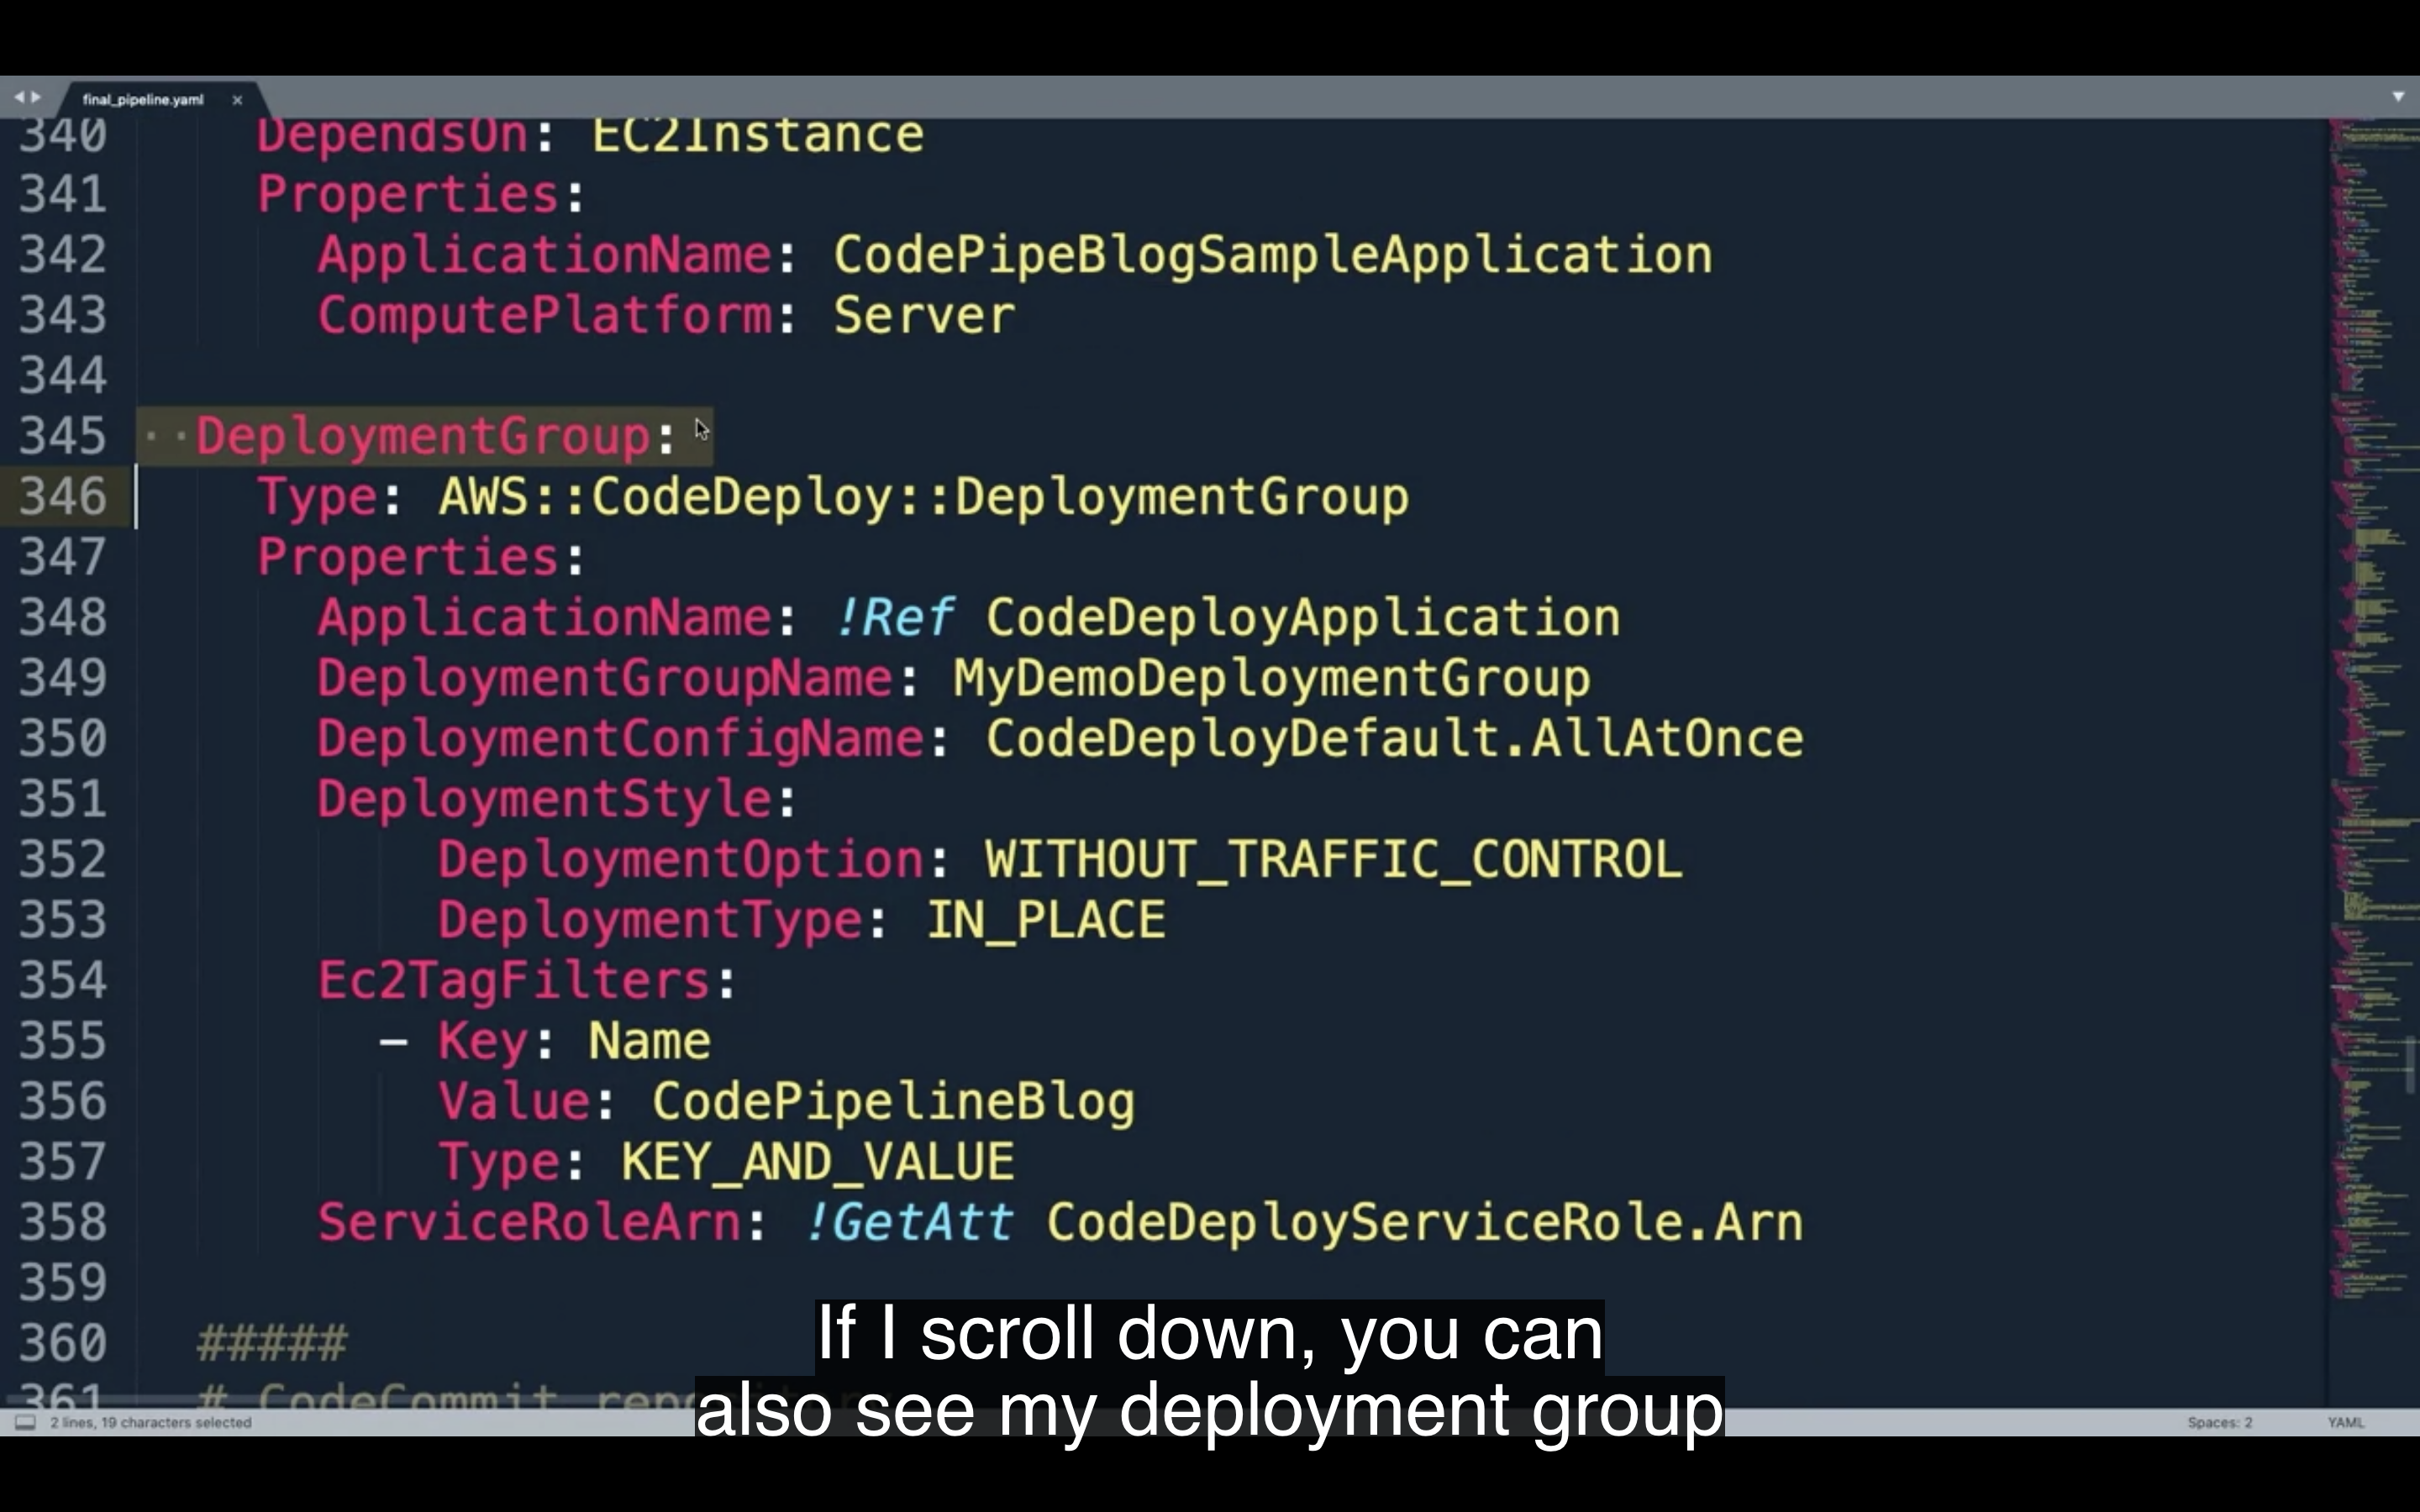 final_pipeline.yaml
340 DependsOn: EC2Instance
341 Properties:
342 ApplicationName: CodePipeBlogSampleApplication
343 ComputePlatform: Server
344
345 DeploymentGroup:
346 Type: AWS::CodeDeploy::DeploymentGroup
347 Properties:
348 ApplicationName: !Ref CodeDeployApplication
349 DeploymentGroupName: MyDemoDeploymentGroup
350 DeploymentConfigName: CodeDeployDefault.AllAtOnce
351 DeploymentStyle:
352 DeploymentOption: WITHOUT_TRAFFIC_CONTROL
353 DeploymentType: IN_PLACE
354 Ec2TagFilters:
355 - Key: Name
356 Value: CodePipelineBlog
357 Type: KEY_AND_VALUE
358 ServiceRoleArn: !GetAtt CodeDeployServiceRole.Arn
359
360 #####
361 # CodeCommit
If I scroll down, you can
also see my deployment group
2 lines, 19 characters selected
Spaces: 2
YAML